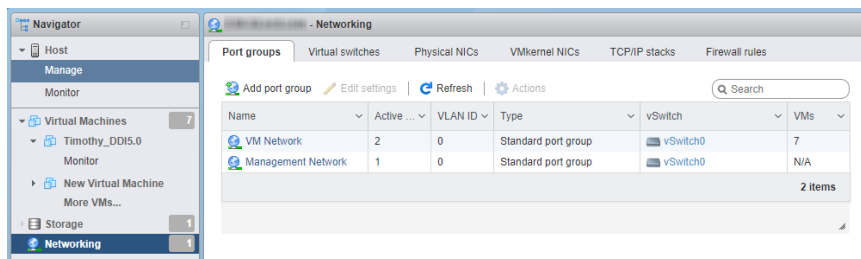 Navigator
Host
Manage
Monitor
Virtual Machines 7
Timothy_DDI5.0
Monitor
New Virtual Machine
More VMs...
Storage 1
Networking 1
- Networking
Port groups Virtual switches Physical NICs VMkernel NICs TCP/IP stacks Firewall rules
Add port group Edit settings Refresh Actions Search
Name Active ... VLAN ID Type vSwitch VMs
VM Network 2 0 Standard port group vSwitch0 7
Management Network 1 0 Standard port group vSwitch0 N/A
2 items